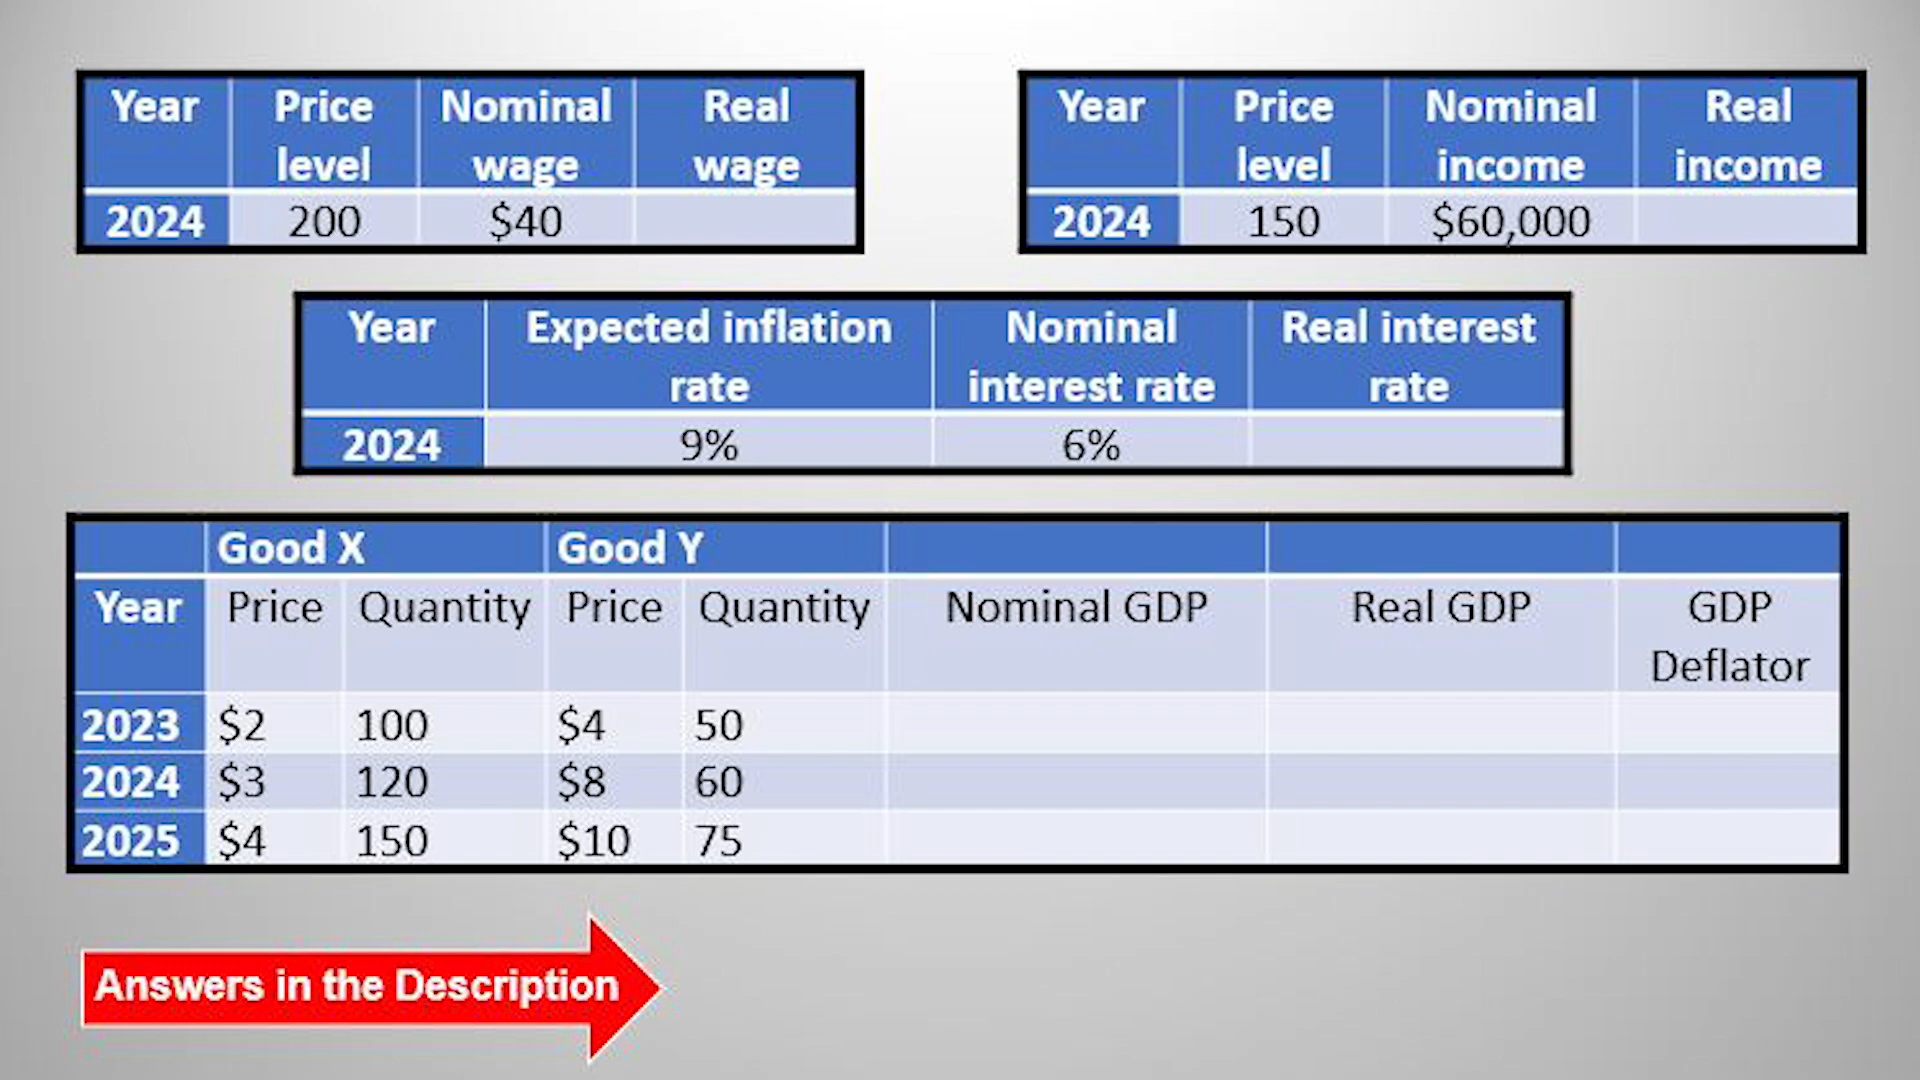 Year Price level Nominal wage Real wage
2024 200 $40
Year Price level Nominal income Real income
2024 150 $60,000
Year Expected inflation rate Nominal interest rate Real interest rate
2024 9% 6%
Good X Good Y
Year Price Quantity Price Quantity Nominal GDP Real GDP GDP Deflator
2023 $2 100 $4 50
2024 $3 120 $8 60
2025 $4 150 $10 75
Answers in the Description